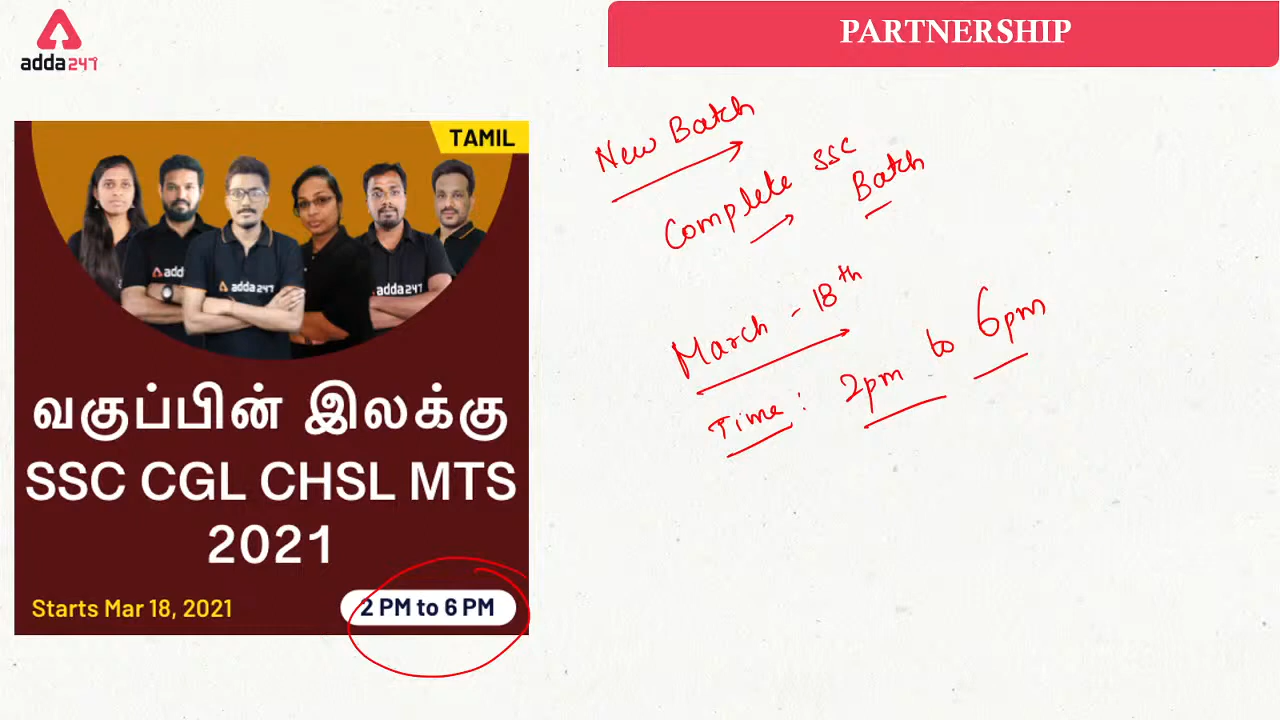 adda247
PARTNERSHIP
TAMIL
adda
adda247
adda247
வகுப்பின் இலக்கு
SSC CGL CHSL MTS
2021
Starts Mar 18, 2021
2 PM to 6 PM
New Batch
Complete SSC
Batch
March - 18th
Time : 2pm to 6pm